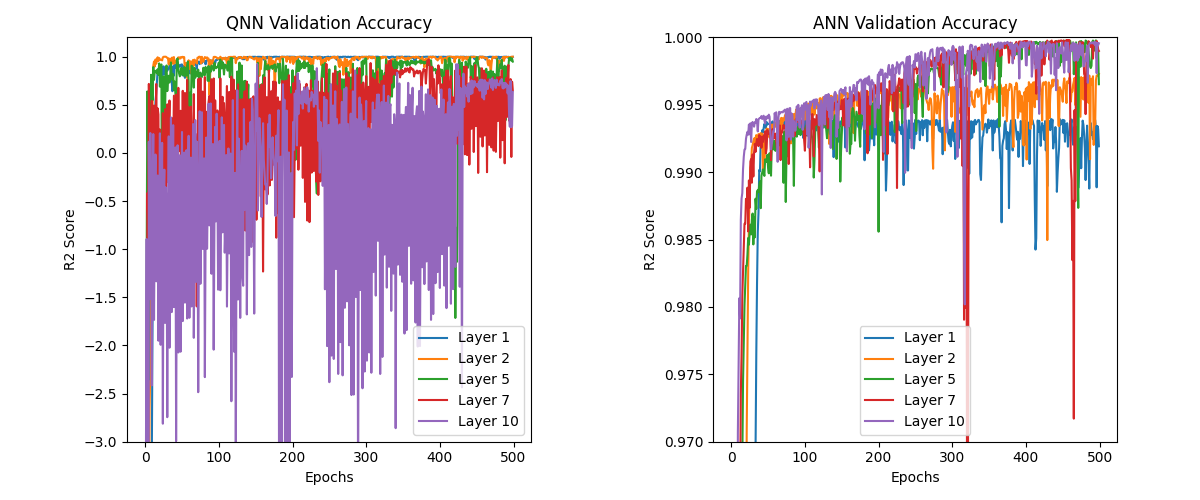 QNN Validation Accuracy
R2 Score
1.0
0.5
0.0
−0.5
−1.0
−1.5
−2.0
−2.5
−3.0
0 100 200 300 400 500
Epochs
Layer 1
Layer 2
Layer 5
Layer 7
Layer 10
ANN Validation Accuracy
R2 Score
1.000
0.995
0.990
0.985
0.980
0.975
0.970
0 100 200 300 400 500
Epochs
Layer 1
Layer 2
Layer 5
Layer 7
Layer 10